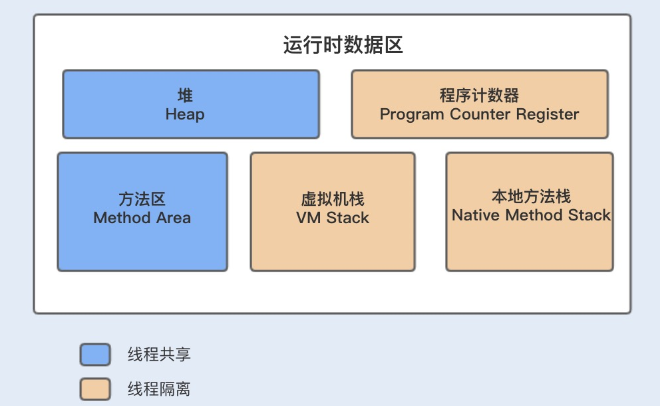 运行时数据区
堆
Heap
程序计数器
Program Counter Register
方法区
Method Area
虚拟机栈
VM Stack
本地方法栈
Native Method Stack
线程共享
线程隔离